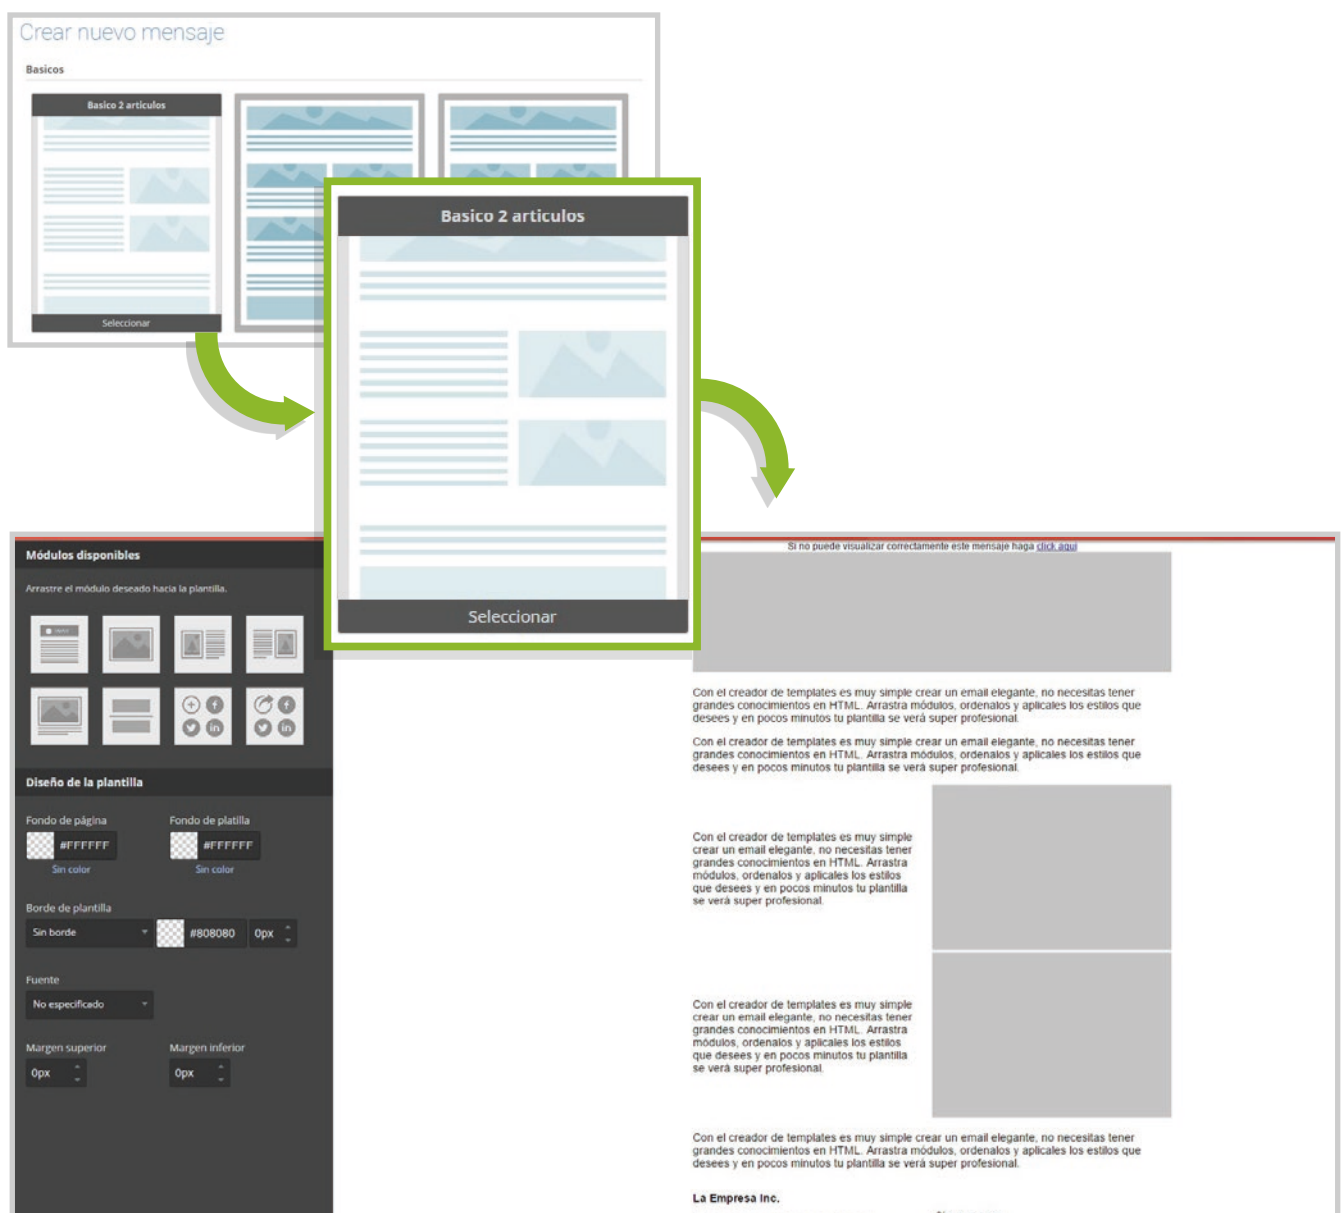 Crear nuevo mensaje
Basicos
Basico 2 articulos
Seleccionar
Basico 2 articulos
Seleccionar
Módulos disponibles
Arrastre el módulo deseado hacia la plantilla.
Diseño de la plantilla
Fondo de página
Fondo de platilla
#FFFFFF
#FFFFFF
Sin color
Sin color
Borde de plantilla
Sin borde
#808080
0px
Fuente
No especificado
Margen superior
Margen inferior
0px
0px
Si no puede visualizar correctamente este mensaje haga click aqui
Con el creador de templates es muy simple crear un email elegante, no necesitas tener
grandes conocimientos en HTML. Arrastra módulos, ordenalos y aplicales los estilos que
desees y en pocos minutos tu plantilla se verá super profesional.
Con el creador de templates es muy simple crear un email elegante, no necesitas tener
grandes conocimientos en HTML. Arrastra módulos, ordenalos y aplicales los estilos que
desees y en pocos minutos tu plantilla se verá super profesional.
Con el creador de templates es muy simple
crear un email elegante, no necesitas tener
grandes conocimientos en HTML. Arrastra
módulos, ordenalos y aplicales los estilos
que desees y en pocos minutos tu plantilla
se verá super profesional.
Con el creador de templates es muy simple
crear un email elegante, no necesitas tener
grandes conocimientos en HTML. Arrastra
módulos, ordenalos y aplicales los estilos
que desees y en pocos minutos tu plantilla
se verá super profesional.
Con el creador de templates es muy simple crear un email elegante, no necesitas tener
grandes conocimientos en HTML. Arrastra módulos, ordenalos y aplicales los estilos que
desees y en pocos minutos tu plantilla se verá super profesional.
La Empresa Inc.